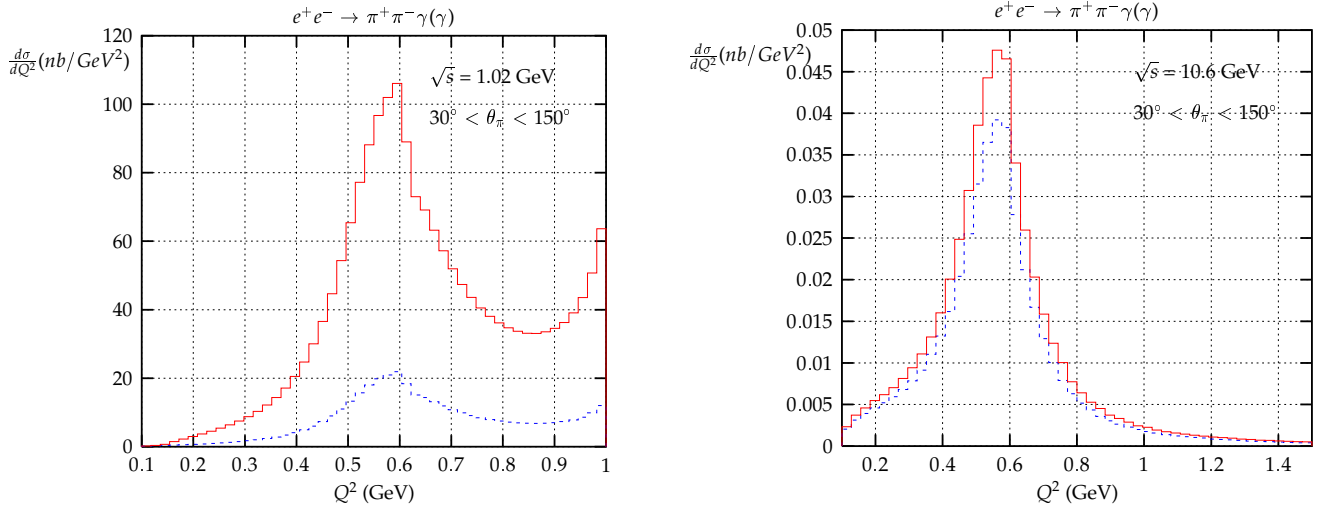 e⁺e⁻ → π⁺π⁻γ(γ)
dσ/dQ² (nb/GeV²)
√s = 1.02 GeV
30° < θπ < 150°
120
100
80
60
40
20
0
0.1 0.2 0.3 0.4 0.5 0.6 0.7 0.8 0.9 1
Q² (GeV)
e⁺e⁻ → π⁺π⁻γ(γ)
dσ/dQ² (nb/GeV²)
√s = 10.6 GeV
30° < θπ < 150°
0.05
0.045
0.04
0.035
0.03
0.025
0.02
0.015
0.01
0.005
0
0.2 0.4 0.6 0.8 1 1.2 1.4
Q² (GeV)